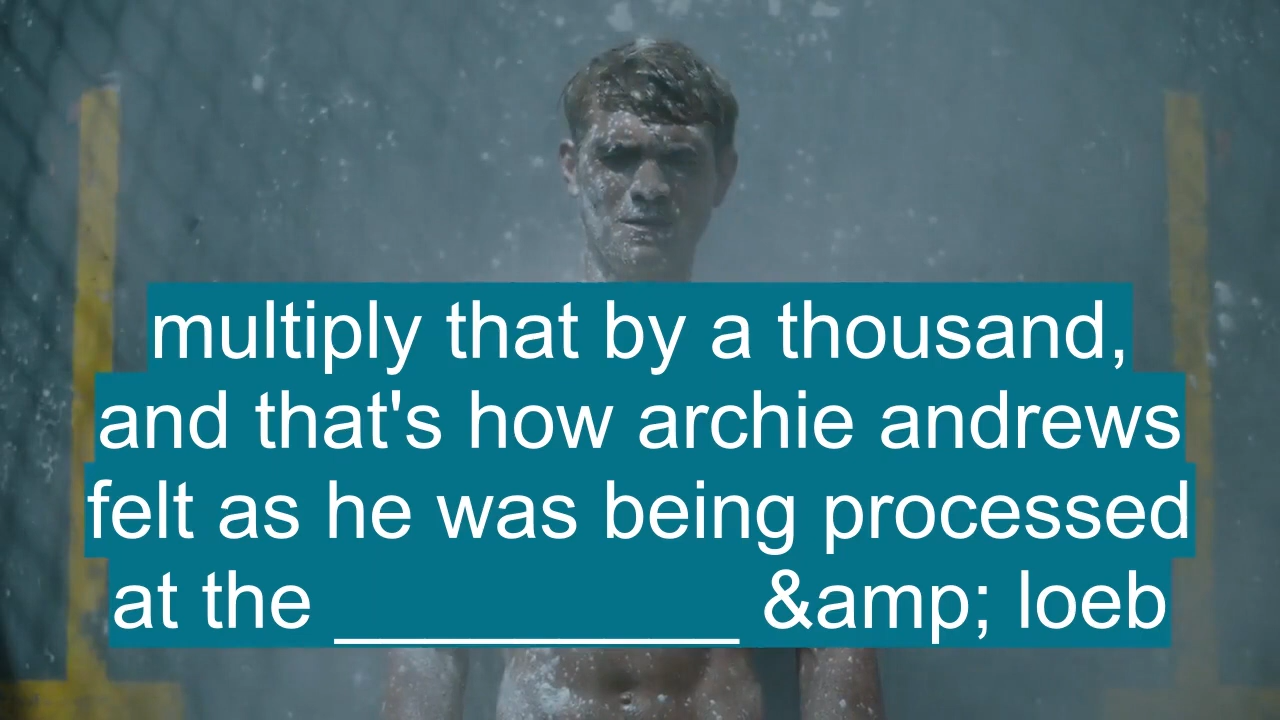 multiply that by a thousand,
and that's how archie andrews
felt as he was being processed
at the __________ &amp; loeb